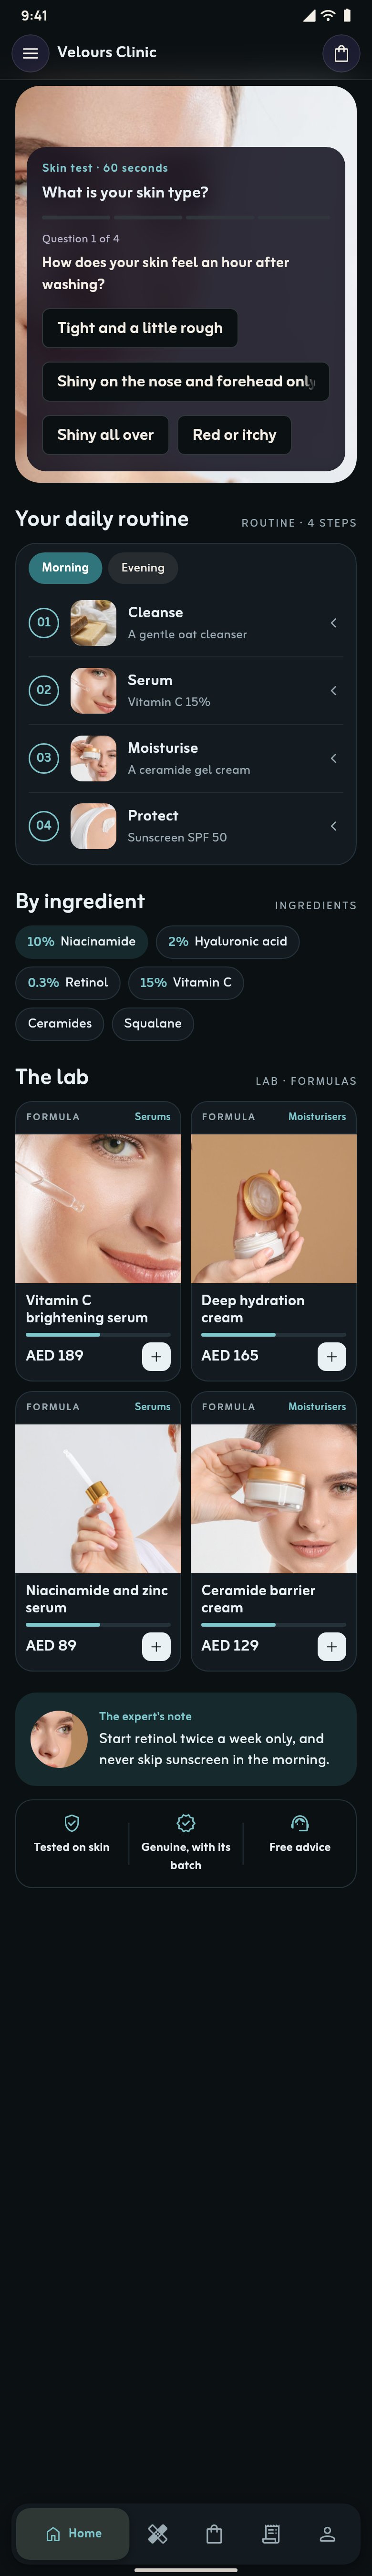 9:41
Velours Clinic
Skin test · 60 seconds
What is your skin type?
Question 1 of 4
How does your skin feel an hour after
washing?
Tight and a little rough
Shiny on the nose and forehead only
Shiny all over
Red or itchy
Your daily routine
ROUTINE · 4 STEPS
Morning
Evening
01
Cleanse
A gentle oat cleanser
02
Serum
Vitamin C 15%
03
Moisturise
A ceramide gel cream
04
Protect
Sunscreen SPF 50
By ingredient
INGREDIENTS
10% Niacinamide
2% Hyaluronic acid
0.3% Retinol
15% Vitamin C
Ceramides
Squalane
The lab
LAB · FORMULAS
FORMULA
Serums
Vitamin C
brightening serum
AED 189
FORMULA
Moisturisers
Deep hydration
cream
AED 165
FORMULA
Serums
Niacinamide and zinc
serum
AED 89
FORMULA
Moisturisers
Ceramide barrier
cream
AED 129
The expert's note
Start retinol twice a week only, and
never skip sunscreen in the morning.
Tested on skin
Genuine, with its
batch
Free advice
Home